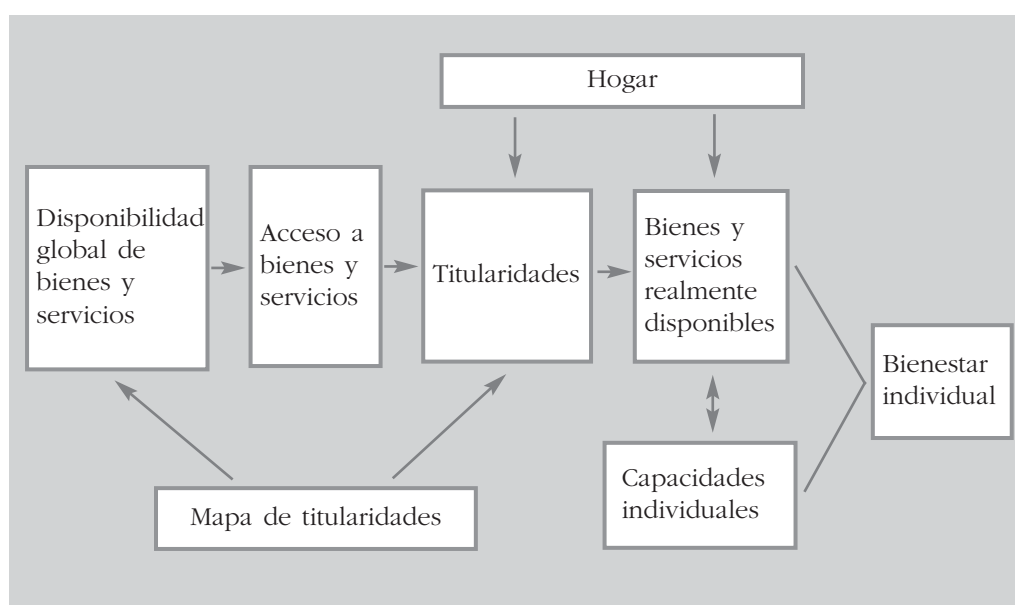 Hogar
Disponibilidad
global de
bienes y
servicios
Acceso a
bienes y
servicios
Titularidades
Bienes y
servicios
realmente
disponibles
Bienestar
individual
Capacidades
individuales
Mapa de titularidades